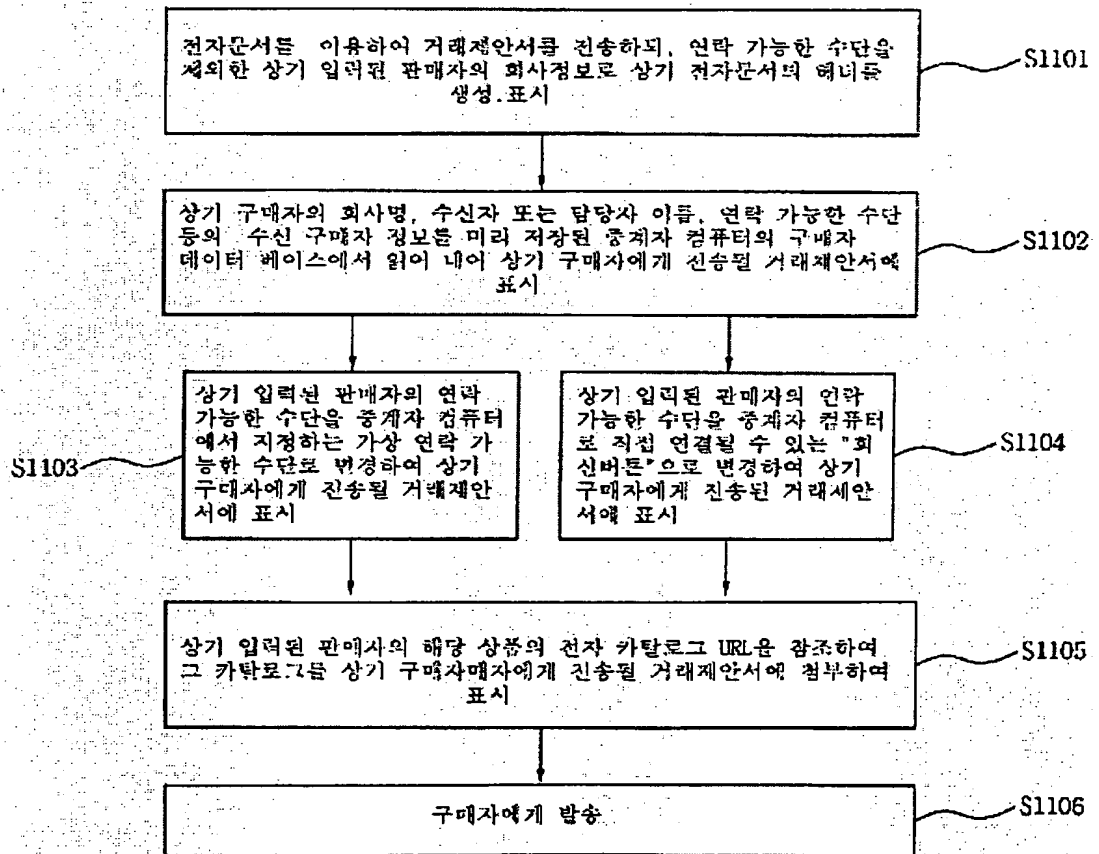 전자문서를 이용하여 거래제안서를 전송하되, 연락 가능한 수단을
제외한 상기 입력된 판매자의 회사정보로 상기 전자문서의 헤더를
생성.표시
S1101
상기 구매자의 회사명, 수신자 또는 담당자 이름, 연락 가능한 수단
등의 수신 구매자 정보를 미리 저장된 중계자 컴퓨터의 구매자
데이터 베이스에서 읽어 내어 상기 구매자에게 전송될 거래제안서에
표시
S1102
상기 입력된 판매자의 연락
가능한 수단을 중계자 컴퓨터
에서 지정하는 가상 연락 가
능한 수단로 변경하여 상기
구매자에게 전송될 거래제안
서에 표시
S1103
상기 입력된 판매자의 연락
가능한 수단을 중계자 컴퓨터
로 직접 연결될 수 있는 "회
신버튼"으로 변경하여 상기
구매자에게 전송된 거래제안
서에 표시
S1104
상기 입력된 판매자의 해당 상품의 전자 카탈로그 URL을 참조하여
그 카탈로그를 상기 구매자매자에게 전송될 거래제안서에 첨부하여
표시
S1105
구매자에게 발송
S1106